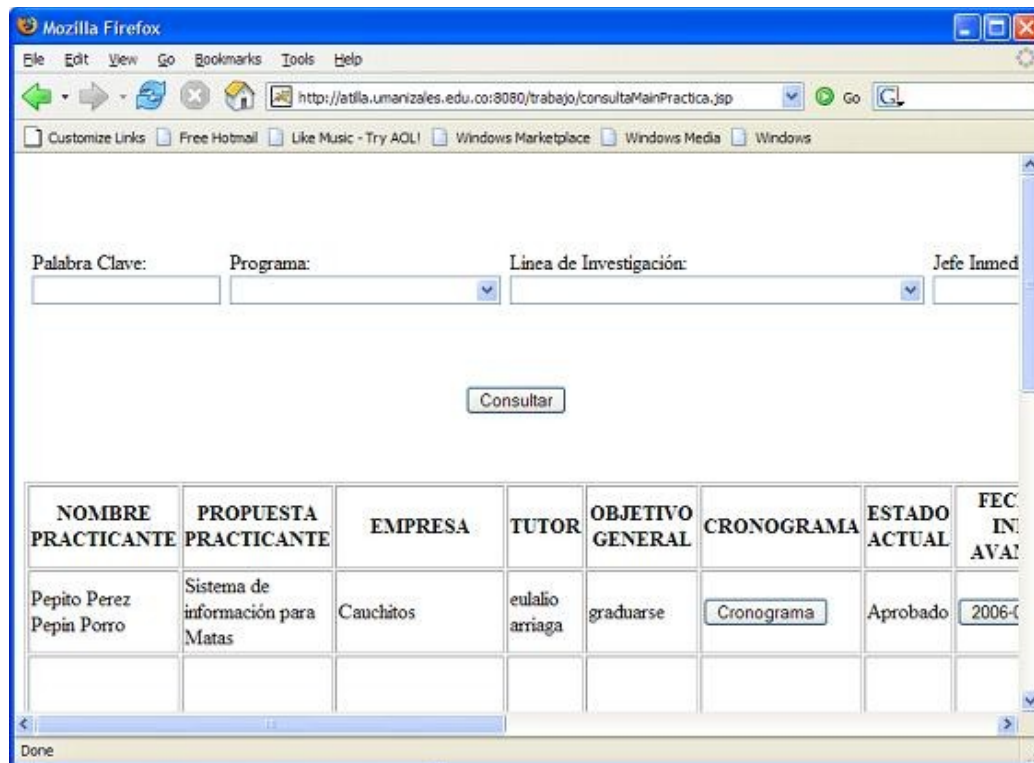 Mozilla Firefox
File Edit View Go Bookmarks Tools Help
http://atilla.umanizales.edu.co:8080/trabajo/consultaMainPractica.jsp Go G
Customize Links Free Hotmail Like Music - Try AOL! Windows Marketplace Windows Media Windows
Palabra Clave: Programa: Linea de Investigación: Jefe Inmed
Consultar
NOMBRE PRACTICANTE
PROPUESTA PRACTICANTE
EMPRESA
TUTOR
OBJETIVO GENERAL
CRONOGRAMA
ESTADO ACTUAL
Pepito Perez
Pepin Porro
Sistema de
información para
Matas
Cauchitos
eulalio
arriaga
graduarse
Cronograma
Aprobado
2006-0
Done